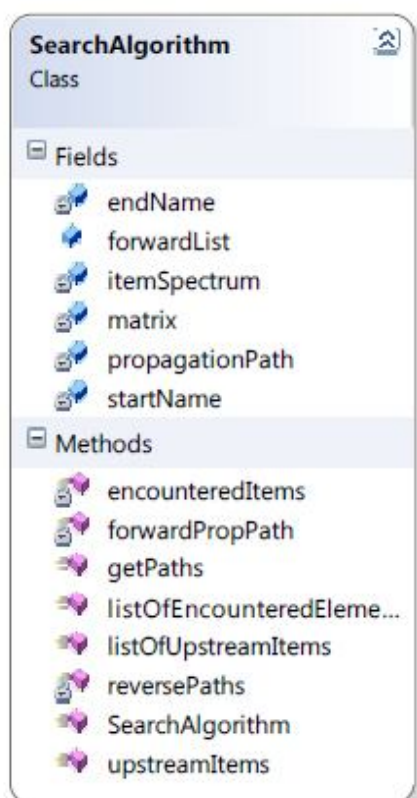 SearchAlgorithm
Class
Fields
endName
forwardList
itemSpectrum
matrix
propagationPath
startName
Methods
encounteredItems
forwardPropPath
getPaths
listOfEncounteredEleme...
listOfUpstreamItems
reversePaths
SearchAlgorithm
upstreamItems